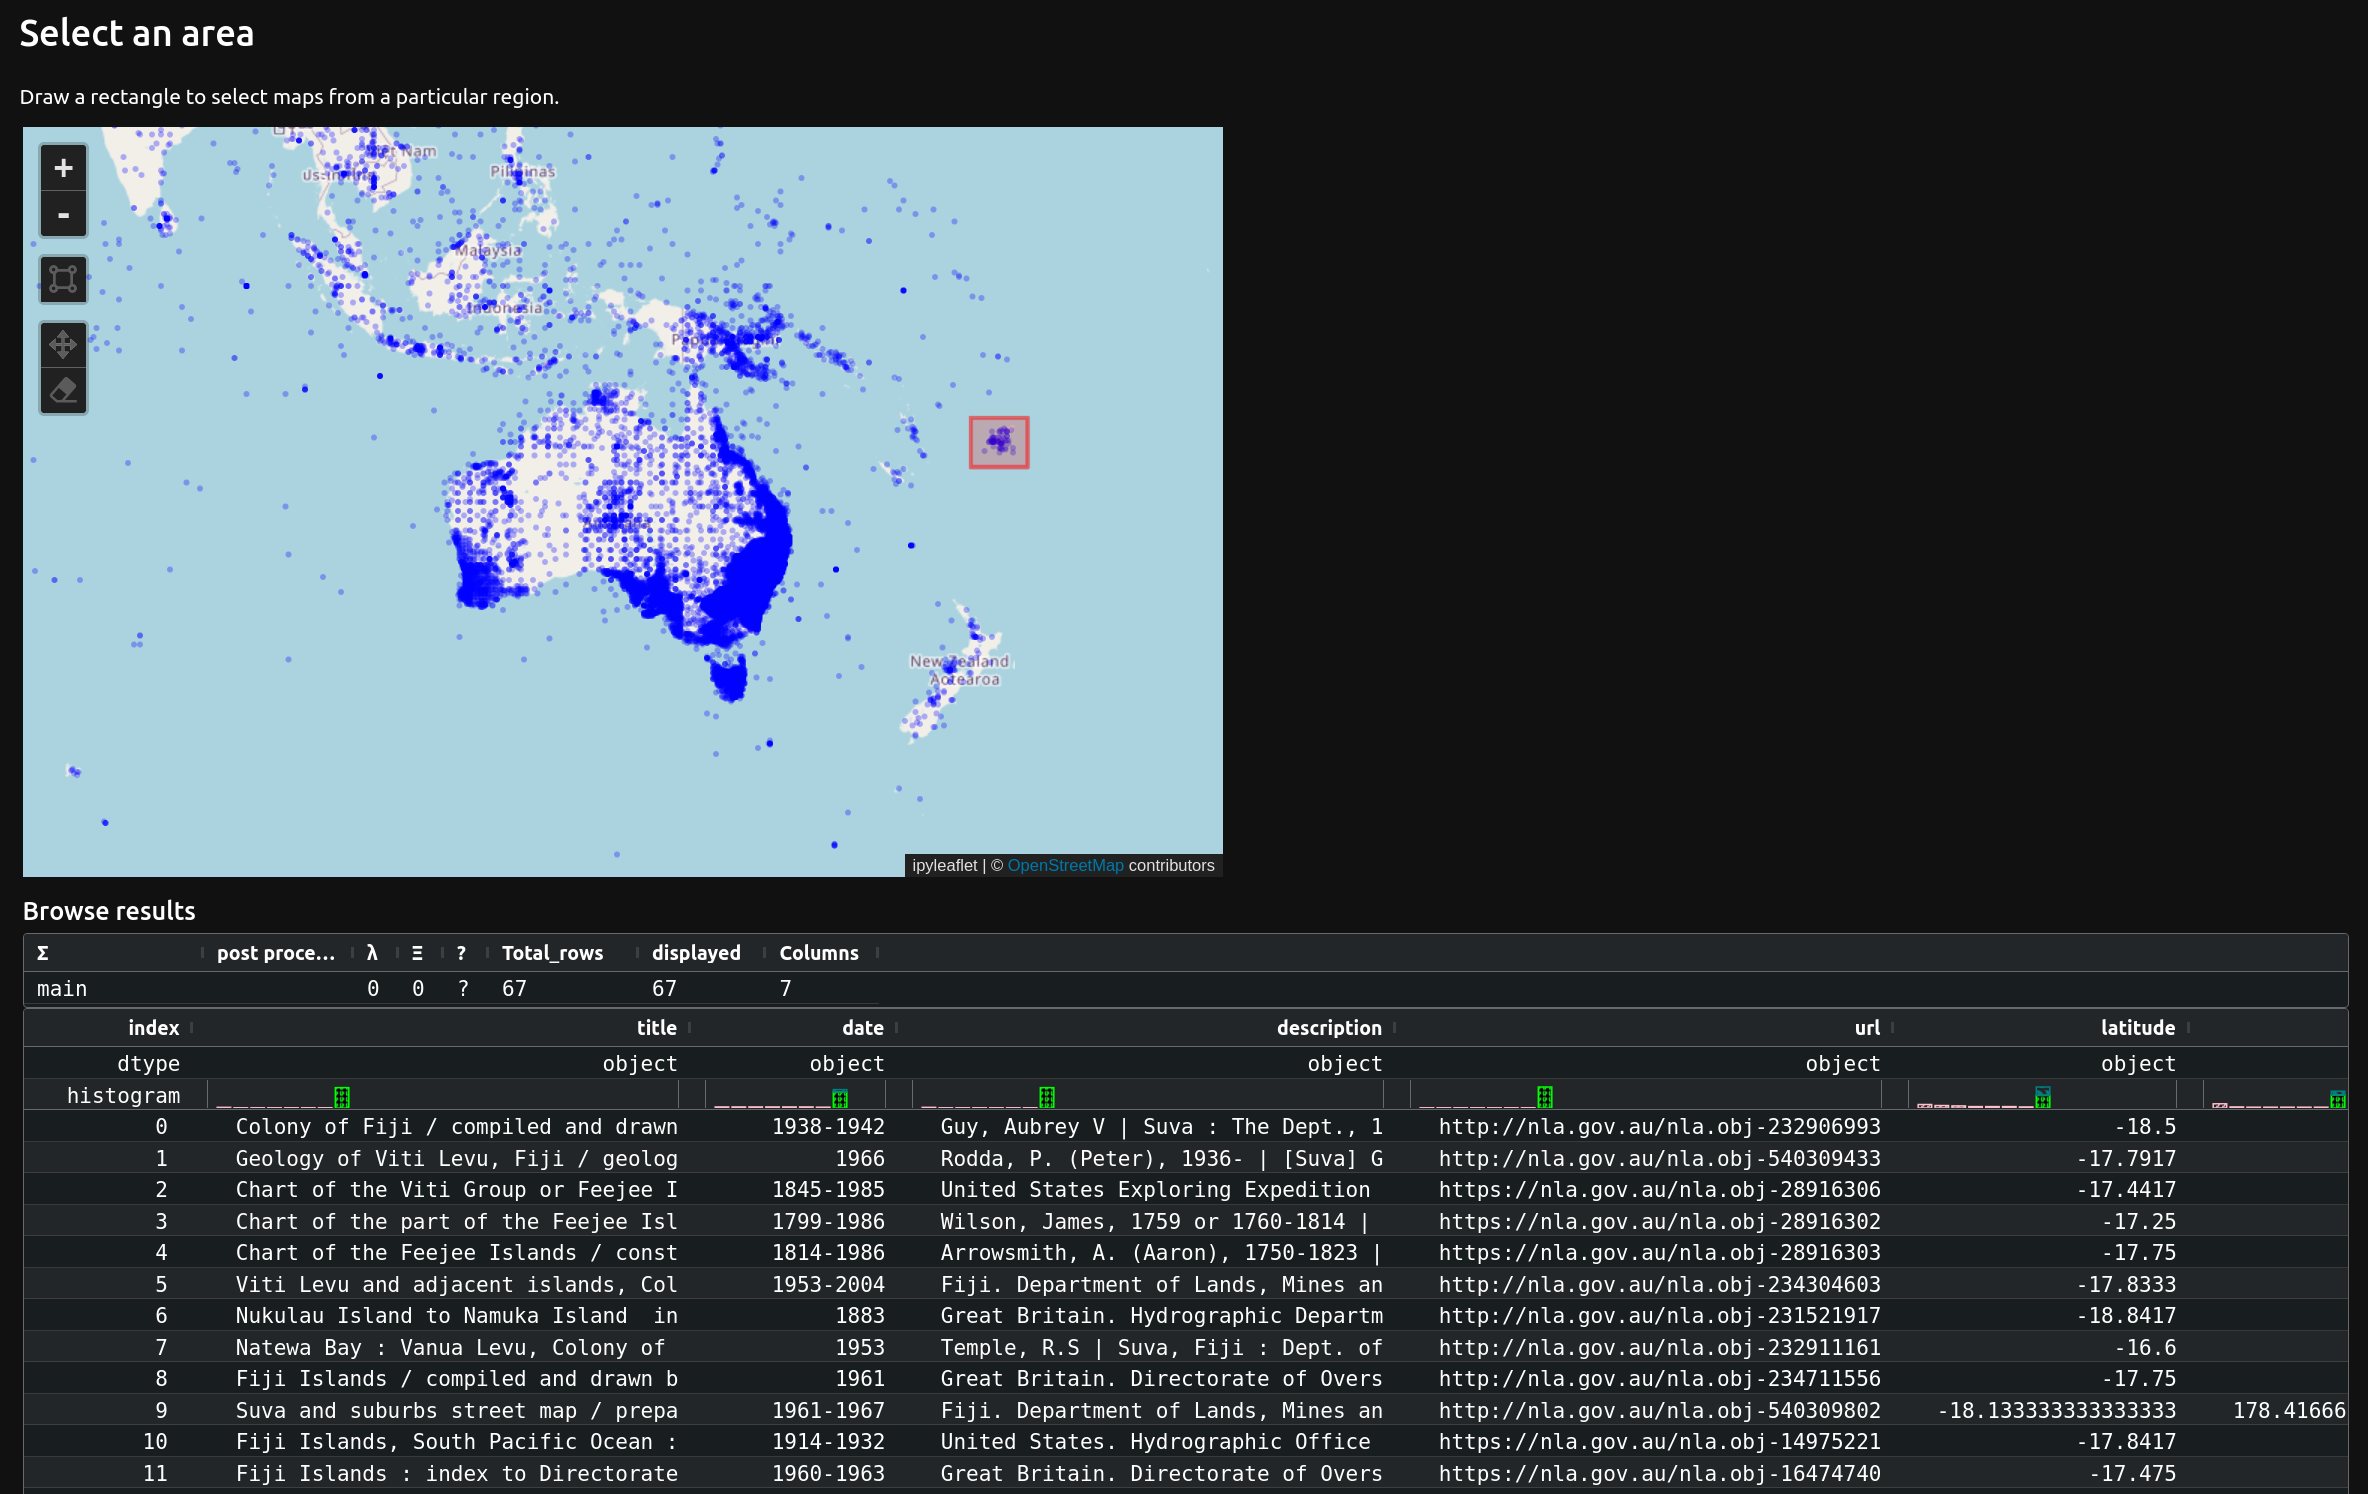 Select an area
Draw a rectangle to select maps from a particular region.
+
-
Pilipinas
Malaysia
Indonesia
New Zealand
Aotearoa
ipyleaflet | © OpenStreetMap contributors
Browse results
Σ post proce... λ Ξ ? Total_rows displayed Columns
main 0 0 ? 67 67 7
index title date description url latitude
dtype object object object object object
histogram
0 Colony of Fiji / compiled and drawn 1938-1942 Guy, Aubrey V | Suva : The Dept., 1 http://nla.gov.au/nla.obj-232906993 -18.5
1 Geology of Viti Levu, Fiji / geolog 1966 Rodda, P. (Peter), 1936- | [Suva] G http://nla.gov.au/nla.obj-540309433 -17.7917
2 Chart of the Viti Group or Feejee I 1845-1985 United States Exploring Expedition https://nla.gov.au/nla.obj-28916306 -17.4417
3 Chart of the part of the Feejee Isl 1799-1986 Wilson, James, 1759 or 1760-1814 | https://nla.gov.au/nla.obj-28916302 -17.25
4 Chart of the Feejee Islands / const 1814-1986 Arrowsmith, A. (Aaron), 1750-1823 | https://nla.gov.au/nla.obj-28916303 -17.75
5 Viti Levu and adjacent islands, Col 1953-2004 Fiji. Department of Lands, Mines an http://nla.gov.au/nla.obj-234304603 -17.8333
6 Nukulau Island to Namuka Island in 1883 Great Britain. Hydrographic Departm http://nla.gov.au/nla.obj-231521917 -18.8417
7 Natewa Bay : Vanua Levu, Colony of 1953 Temple, R.S | Suva, Fiji : Dept. of http://nla.gov.au/nla.obj-232911161 -16.6
8 Fiji Islands / compiled and drawn b 1961 Great Britain. Directorate of Overs http://nla.gov.au/nla.obj-234711556 -17.75
9 Suva and suburbs street map / prepa 1961-1967 Fiji. Department of Lands, Mines an http://nla.gov.au/nla.obj-540309802 -18.133333333333333 178.41666
10 Fiji Islands, South Pacific Ocean : 1914-1932 United States. Hydrographic Office https://nla.gov.au/nla.obj-14975221 -17.8417
11 Fiji Islands : index to Directorate 1960-1963 Great Britain. Directorate of Overs https://nla.gov.au/nla.obj-16474740 -17.475